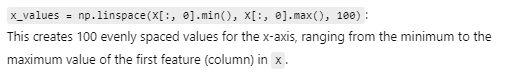 x_values = np.linspace(X[:, 0].min(), X[:, 0].max(), 100) :
This creates 100 evenly spaced values for the x-axis, ranging from the minimum to the
maximum value of the first feature (column) in X .